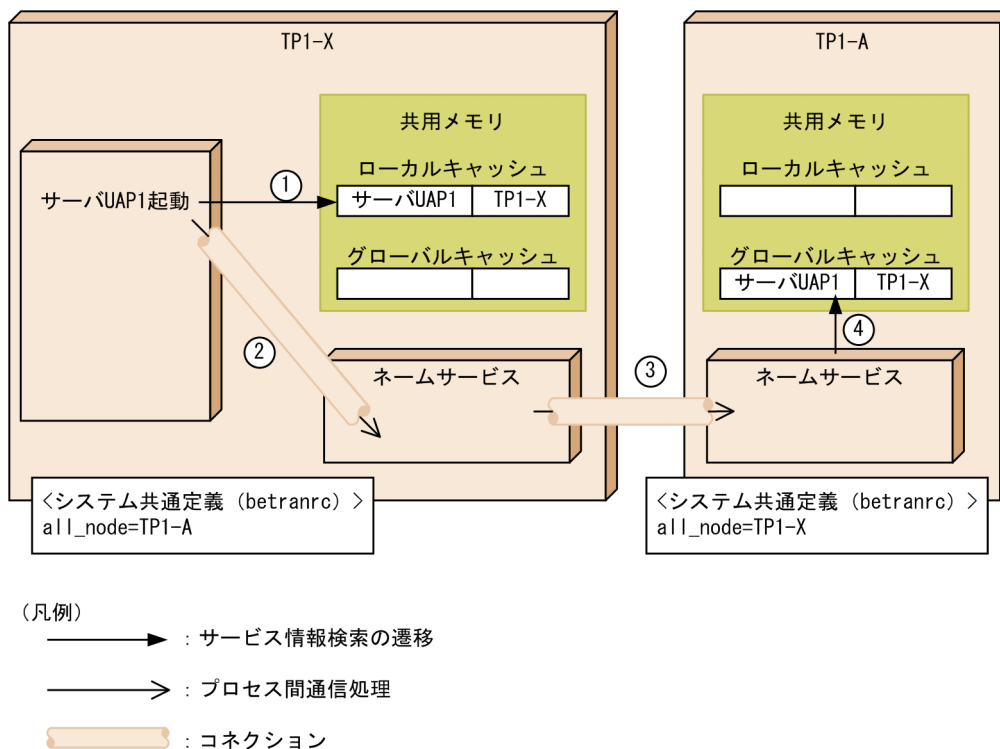 TP1-X
TP1-A
共用メモリ
ローカルキャッシュ
サーバUAP1 TP1-X
グローバルキャッシュ
サーバUAP1起動
①
②
ネームサービス
③
共用メモリ
ローカルキャッシュ
グローバルキャッシュ
サーバUAP1 TP1-X
④
ネームサービス
<システム共通定義（betranrc）>
all_node=TP1-A
<システム共通定義（betranrc）>
all_node=TP1-X
（凡例）
：サービス情報検索の遷移
：プロセス間通信処理
：コネクション